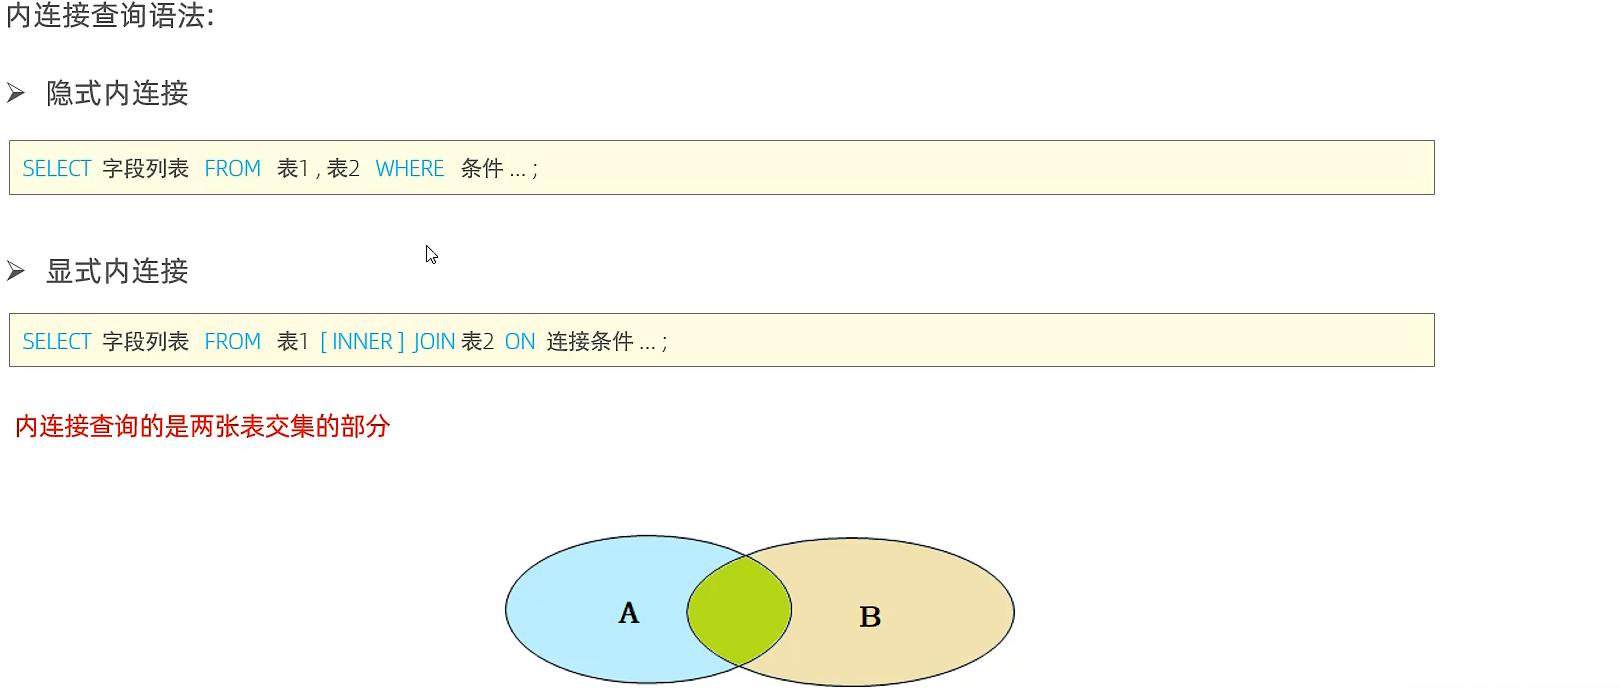 内连接查询语法:
隐式内连接
SELECT 字段列表 FROM 表1 , 表2 WHERE 条件 ... ;
显式内连接
SELECT 字段列表 FROM 表1 [ INNER ] JOIN 表2 ON 连接条件 ... ;
内连接查询的是两张表交集的部分
A B